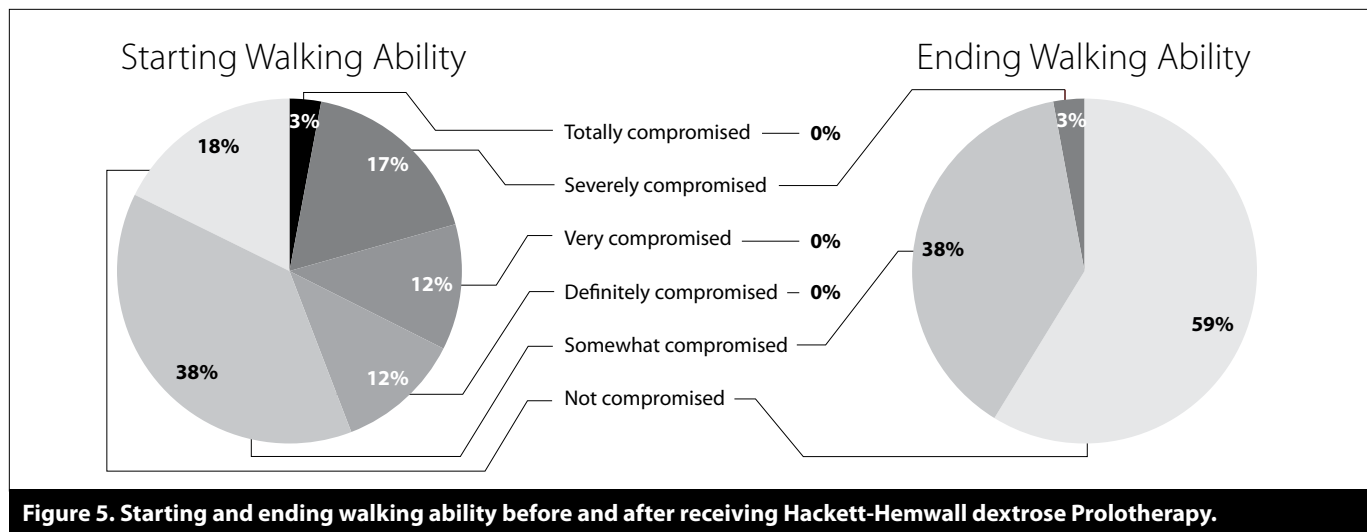 Starting Walking Ability
Ending Walking Ability
3%
17%
12%
12%
38%
18%
Totally compromised 0%
Severely compromised
Very compromised 0%
Definitely compromised 0%
Somewhat compromised
Not compromised
3%
38%
59%
Figure 5. Starting and ending walking ability before and after receiving Hackett-Hemwall dextrose Prolotherapy.